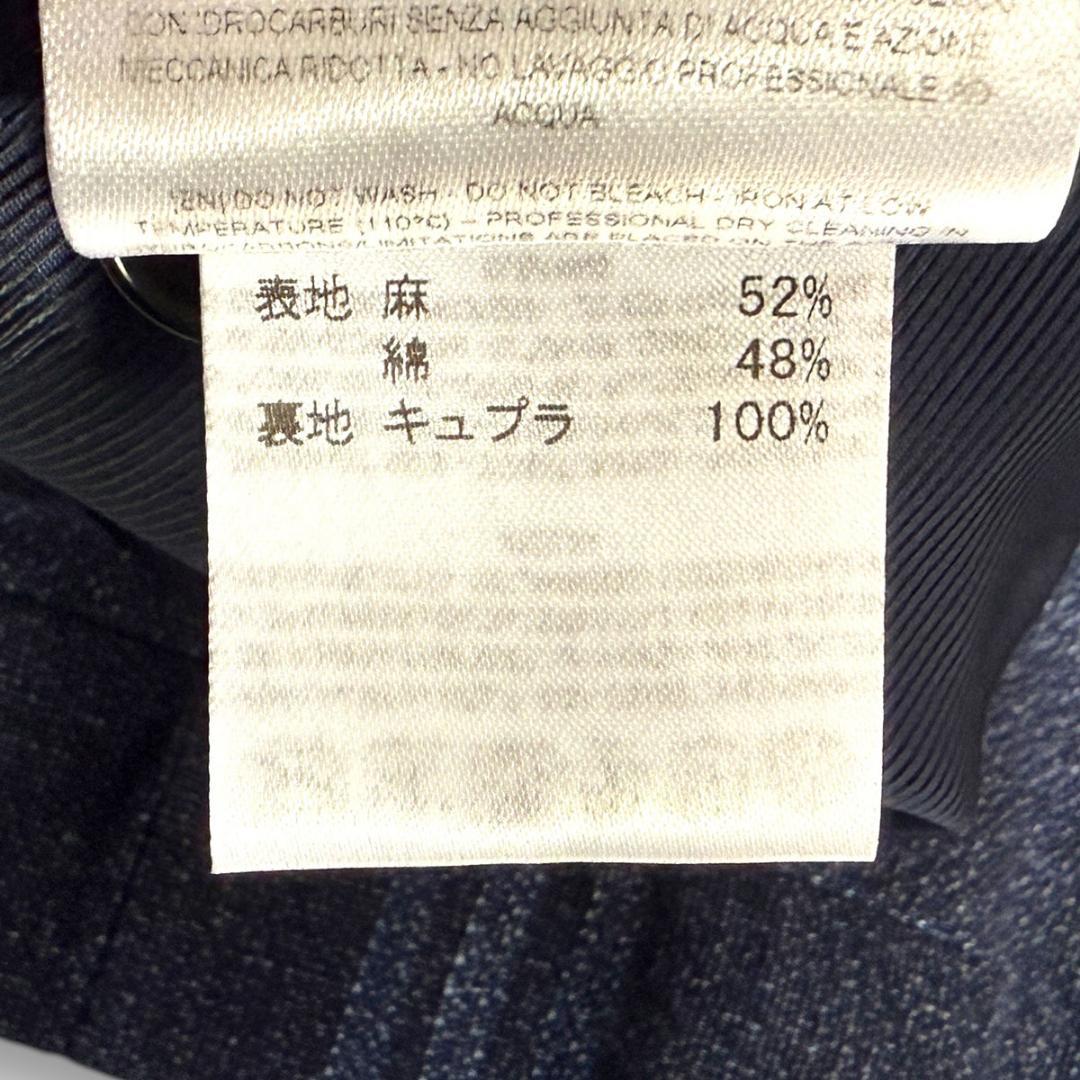 CON IDROCARBURI SENZA AGGIUNTA DI ACQUA E AZIONE
MECCANICA RIDOTTA - NO LAVAGGIO PROFESSIONALE AD
ACQUA
(EN) DO NOT WASH - DO NOT BLEACH - IRON AT LOW
TEMPERATURE (110°C) - PROFESSIONAL DRY CLEANING IN
表地 麻 52%
綿 48%
裏地 キュプラ 100%